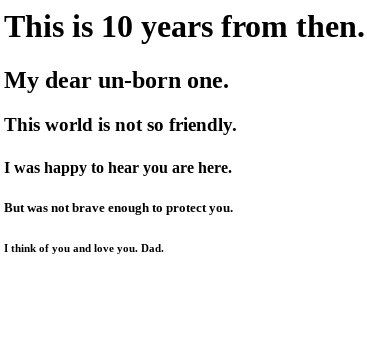 This is 10 years from then.
My dear un-born one.
This world is not so friendly.
I was happy to hear you are here.
But was not brave enough to protect you.
I think of you and love you. Dad.